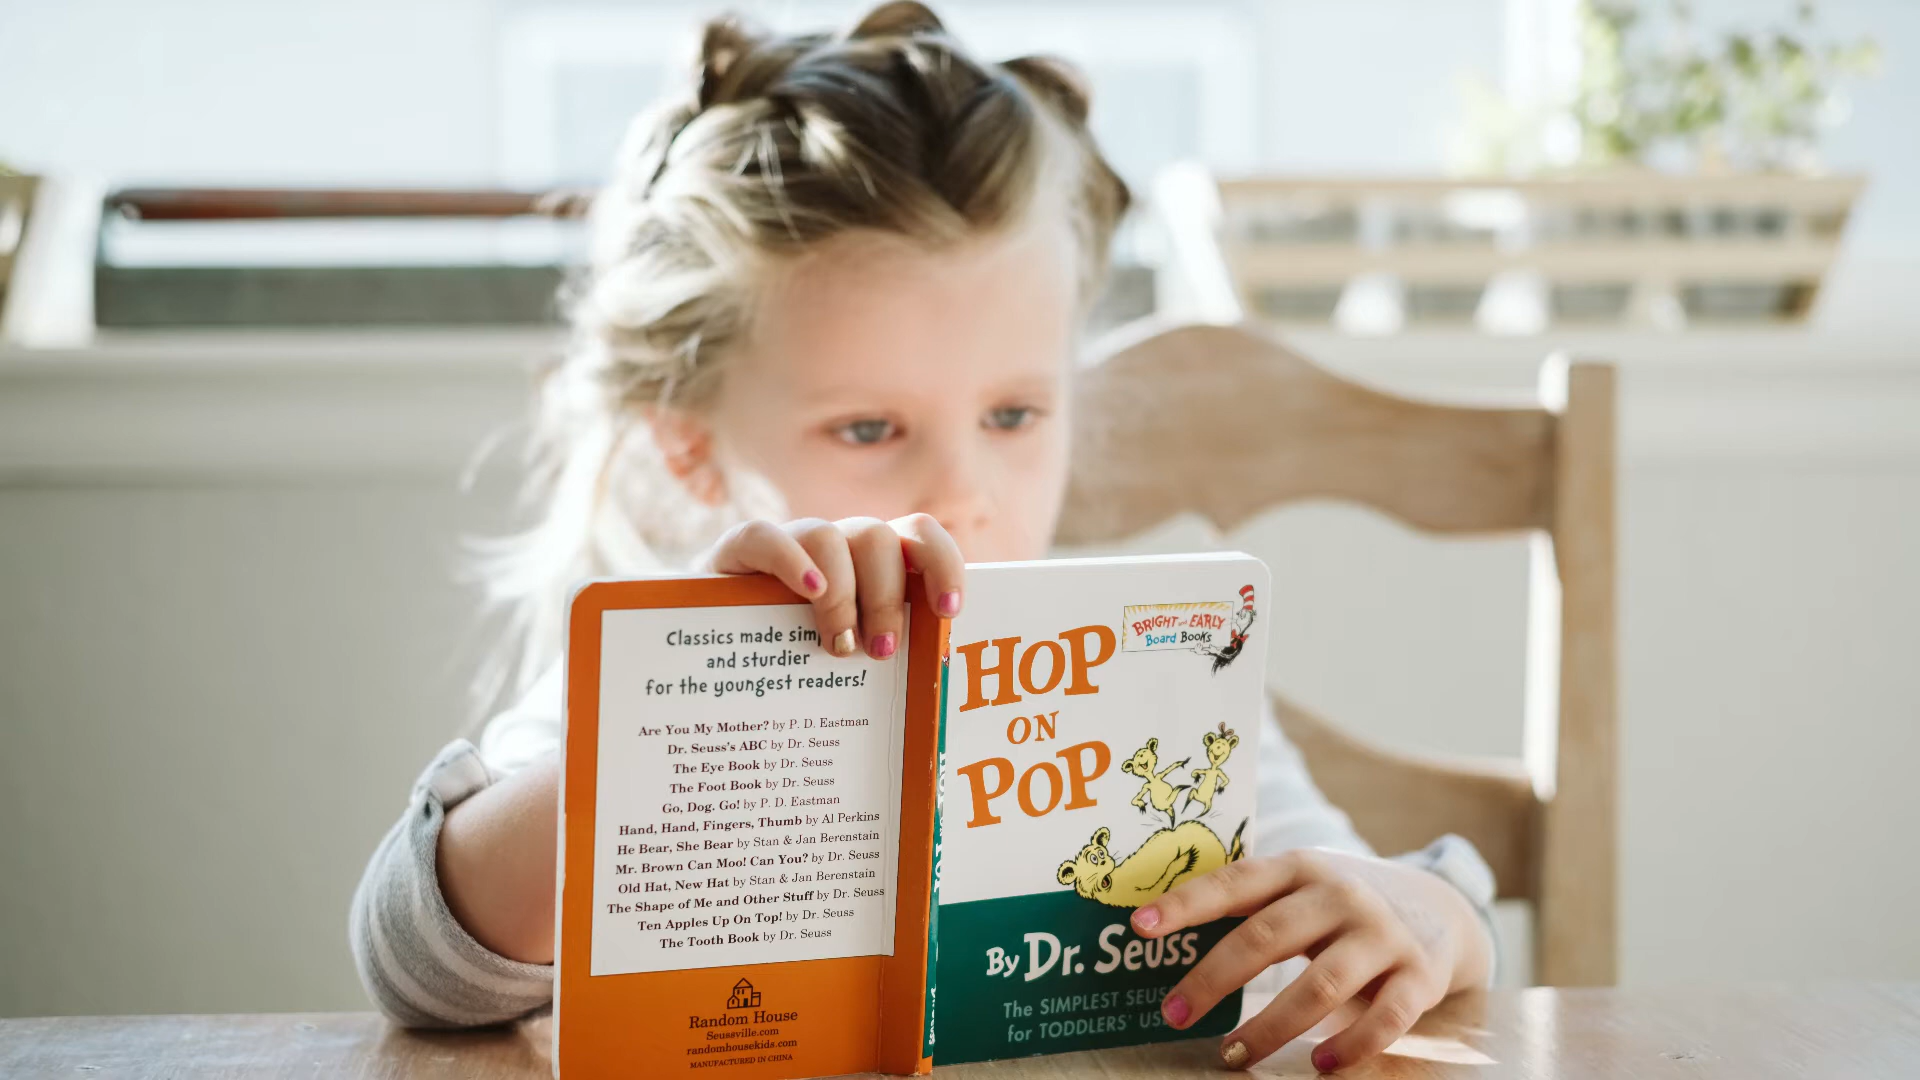 Classics made
and sturdier
for the youngest readers!
Are You My Mother? by P. D. Eastman
Dr. Seuss's ABC by Dr. Seuss
The Eye Book by Dr. Seuss
The Foot Book by Dr. Seuss
Go, Dog. Go! by P. D. Eastman
Hand, Hand, Fingers, Thumb by Al Perkins
He Bear, She Bear by Stan & Jan Berenstain
Mr. Brown Can Moo! Can You? by Dr. Seuss
Old Hat, New Hat by Stan & Jan Berenstain
The Shape of Me and Other Stuff by Dr. Seuss
Ten Apples Up On Top! by Dr. Seuss
The Tooth Book by Dr. Seuss
Random House
Seussville.com
randomhousekids.com
MANUFACTURED IN CHINA
BRIGHT and EARLY
Board Books
HOP
ON
POP
By Dr. Seuss
The SIMPLEST
for TODDLERS'